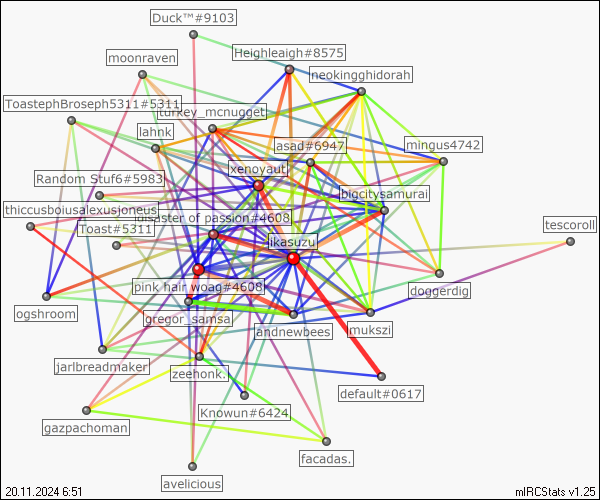 Duck™#9103
Heighleigh#8575
moonraven
neokingghidorah
ToastephBroseph5311#5311
turkey_mcnugget
lahnk
asad#6947
mingus4742
xenoyaut
Random Stuf6#5983
bigcitysamurai
thiccusboiusalexusjoneus
disaster of passion#4608
tescoroll
Toast#5311
ikasuzu
pink hair woag#4608
doggerdig
ogshroom
gregor_samsa
andnewbees
mukszi
jarlbreadmaker
zeehonk.
default#0617
Knowun#6424
gazpachoman
facadas.
avelicious
20.11.2024 6:51
mIRCStats v1.25